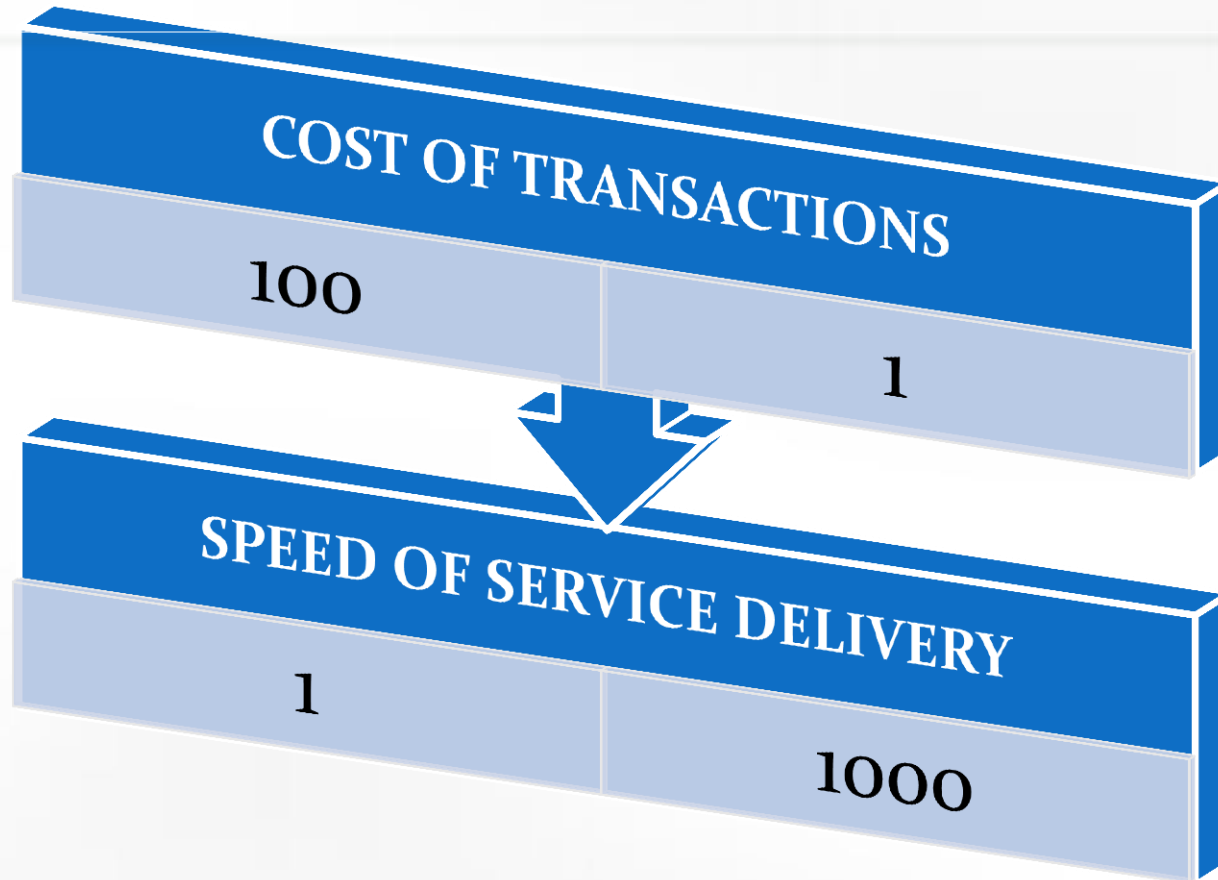 COST OF TRANSACTIONS
100
1
SPEED OF SERVICE DELIVERY
1
1000